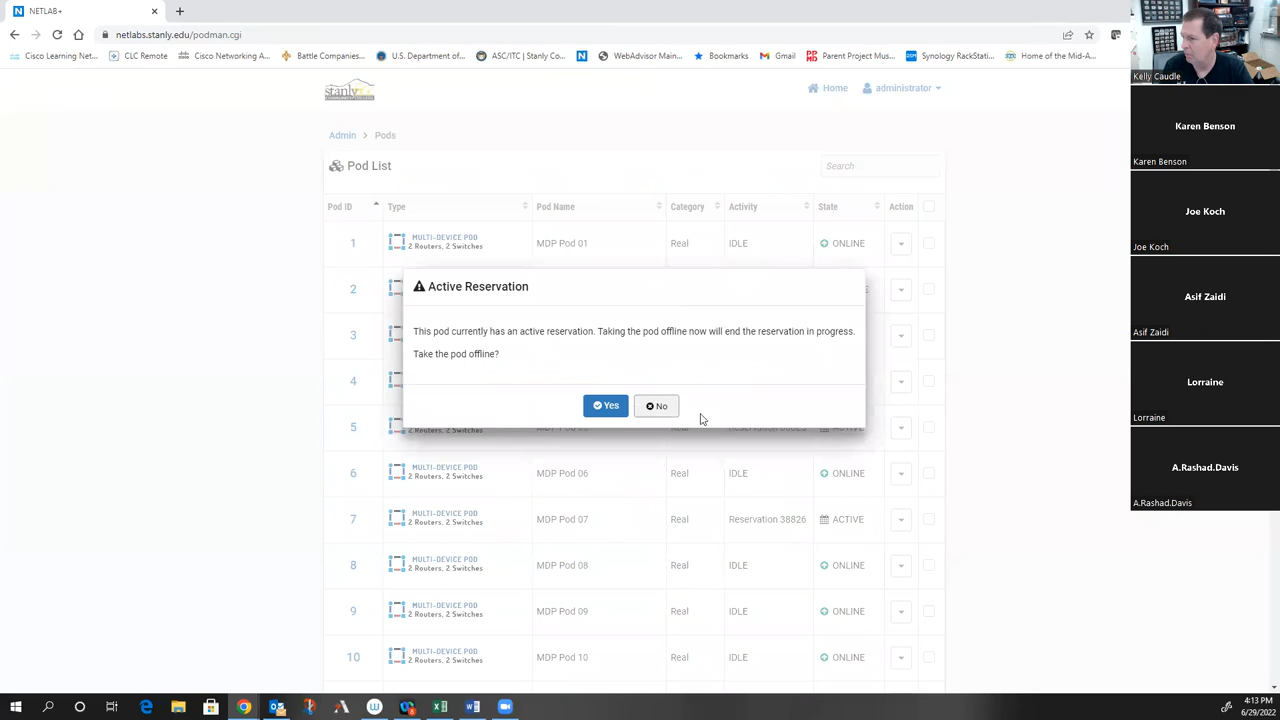 NETLAB+
netlabs.stanly.edu/podman.cgi
Cisco Learning Net...
CLC Remote
Cisco Networking A...
Battle Companies...
U.S. Department of...
ASC/ITC | Stanly Co...
WebAdvisor Main...
Bookmarks
Gmail
Parent Project Mus...
Synology RackStati...
Home of the Mid-A...
stanly
Home
administrator
Admin > Pods
Pod List
Search
Pod ID Type Pod Name Category Activity State Action
1 MULTI-DEVICE POD MDP Pod 01 Real IDLE ONLINE
2 Routers, 2 Switches
2
3
4
5
2 Routers, 2 Switches
ACTIVE
Active Reservation
This pod currently has an active reservation. Taking the pod offline now will end the reservation in progress.
Take the pod offline?
Yes
No
6 MULTI-DEVICE POD MDP Pod 06 Real IDLE ONLINE
2 Routers, 2 Switches
7 MULTI-DEVICE POD MDP Pod 07 Real Reservation 38826 ACTIVE
2 Routers, 2 Switches
8 MULTI-DEVICE POD MDP Pod 08 Real IDLE ONLINE
2 Routers, 2 Switches
9 MULTI-DEVICE POD MDP Pod 09 Real IDLE ONLINE
2 Routers, 2 Switches
10 MULTI-DEVICE POD MDP Pod 10 Real IDLE ONLINE
2 Routers, 2 Switches
Kelly Caudle
Karen Benson
Karen Benson
Joe Koch
Joe Koch
Asif Zaidi
Asif Zaidi
Lorraine
Lorraine
A.Rashad.Davis
A.Rashad.Davis
4:13 PM
6/29/2022